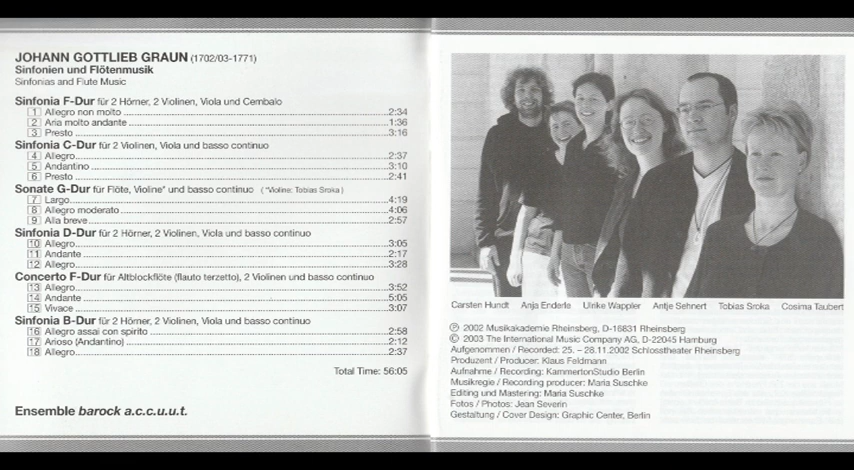 JOHANN GOTTLIEB GRAUN (1702/03-1771)
Sinfonien und Flötenmusik
Sinfonias and Flute Music
Sinfonia F-Dur für 2 Hörner, 2 Violinen, Viola und Cembalo
1 Allegro non molto 2:34
2 Aria molto andante 1:36
3 Presto 3:16
Sinfonia C-Dur für 2 Violinen, Viola und basso continuo
4 Allegro 2:37
5 Andantino 3:10
6 Presto 2:41
Sonate G-Dur für Flöte, Violine* und basso continuo (*Violine: Tobias Sroka)
7 Largo 4:19
8 Allegro moderato 4:06
9 Alla breve 2:57
Sinfonia D-Dur für 2 Hörner, 2 Violinen, Viola und basso continuo
10 Allegro 3:05
11 Andante 2:17
12 Allegro 3:28
Concerto F-Dur für Altblockflöte (flauto terzetto), 2 Violinen und basso continuo
13 Allegro 3:52
14 Andante 5:05
15 Vivace 3:07
Sinfonia B-Dur für 2 Hörner, 2 Violinen, Viola und basso continuo
16 Allegro assai con spirito 2:58
17 Arioso (Andantino) 2:12
18 Allegro 2:37
Total Time: 56:05
Ensemble barock a.c.c.u.u.t.
Carsten Hundt Anja Enderle Ulrike Wappler Antje Sehnert Tobias Sroka Cosima Taubert
℗ 2002 Musikakademie Rheinsberg, D-16831 Rheinsberg
© 2003 The International Music Company AG, D-22045 Hamburg
Aufgenommen / Recorded: 25. – 28.11.2002 Schlosstheater Rheinsberg
Produzent / Producer: Klaus Feldmann
Aufnahme / Recording: KammertonStudio Berlin
Musikregie / Recording producer: Maria Suschke
Editing und Mastering: Maria Suschke
Fotos / Photos: Jean Severin
Gestaltung / Cover Design: Graphic Center, Berlin